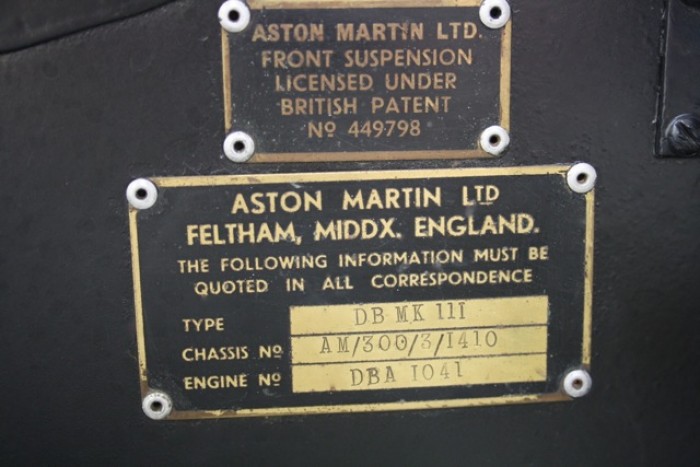 ASTON MARTIN LTD.
FRONT SUSPENSION
LICENSED UNDER
BRITISH PATENT
Nº 449798
ASTON MARTIN LTD
FELTHAM, MIDDX. ENGLAND.
THE FOLLOWING INFORMATION MUST BE
QUOTED IN ALL CORRESPONDENCE
TYPE DB MK 111
CHASSIS Nº AM/300/3/1410
ENGINE Nº DBA 1041